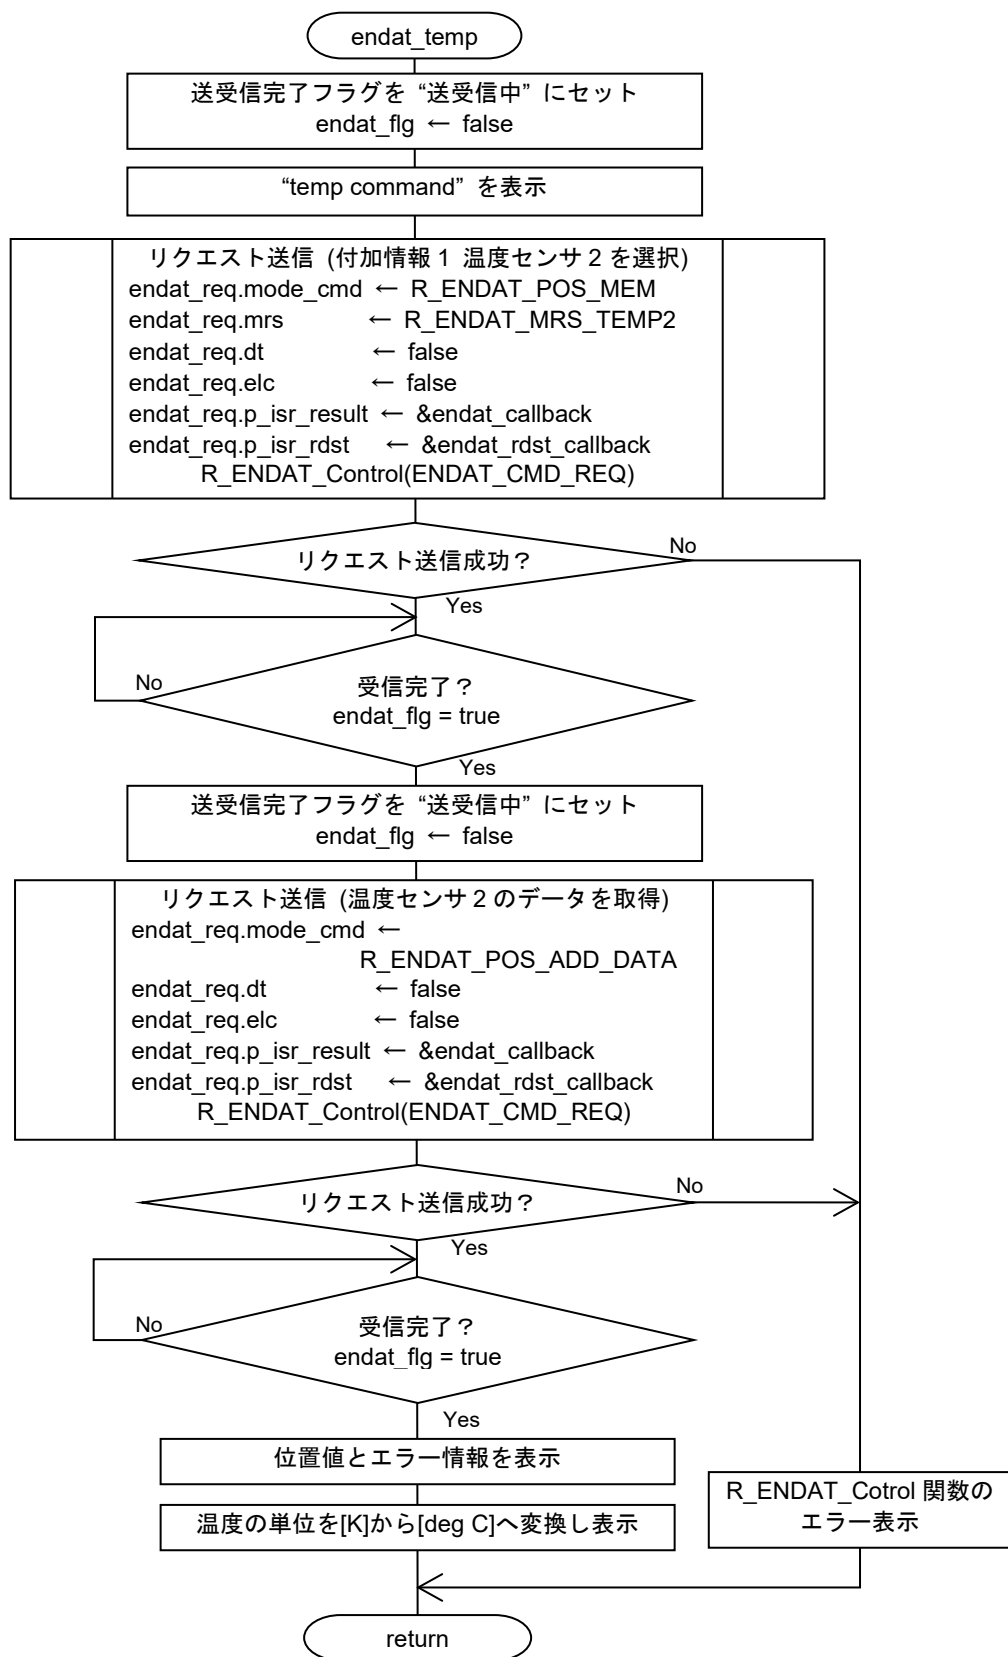 endat_temp
送受信完了フラグを “送受信中” にセット
endat_flg ← false
“temp command” を表示
リクエスト送信 (付加情報1 温度センサ2を選択)
endat_req.mode_cmd ← R_ENDAT_POS_MEM
endat_req.mrs ← R_ENDAT_MRS_TEMP2
endat_req.dt ← false
endat_req.elc ← false
endat_req.p_isr_result ← &endat_callback
endat_req.p_isr_rdst ← &endat_rdst_callback
R_ENDAT_Control(ENDAT_CMD_REQ)
リクエスト送信成功？
No
Yes
受信完了？
endat_flg = true
No
Yes
送受信完了フラグを “送受信中” にセット
endat_flg ← false
リクエスト送信 (温度センサ2のデータを取得)
endat_req.mode_cmd ←
R_ENDAT_POS_ADD_DATA
endat_req.dt ← false
endat_req.elc ← false
endat_req.p_isr_result ← &endat_callback
endat_req.p_isr_rdst ← &endat_rdst_callback
R_ENDAT_Control(ENDAT_CMD_REQ)
リクエスト送信成功？
No
Yes
受信完了？
endat_flg = true
No
Yes
位置値とエラー情報を表示
温度の単位を[K]から[deg C]へ変換し表示
R_ENDAT_Cotrol 関数の
エラー表示
return